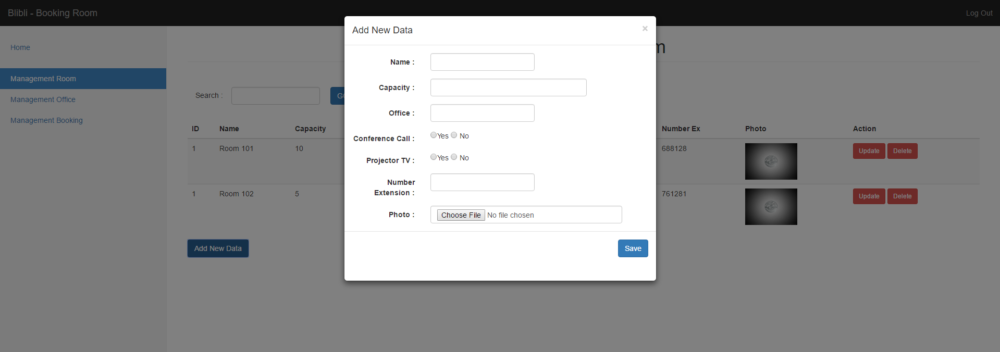 Blibli - Booking Room
Log Out
Home
Management Room
Management Office
Management Booking
Search :
ID Name Capacity Number Ex Photo Action
1 Room 101 10 688128 Update Delete
1 Room 102 5 761281 Update Delete
Add New Data
Add New Data ×
Name :
Capacity :
Office :
Conference Call : Yes No
Projector TV : Yes No
Number
Extension :
Photo : Choose File No file chosen
Save